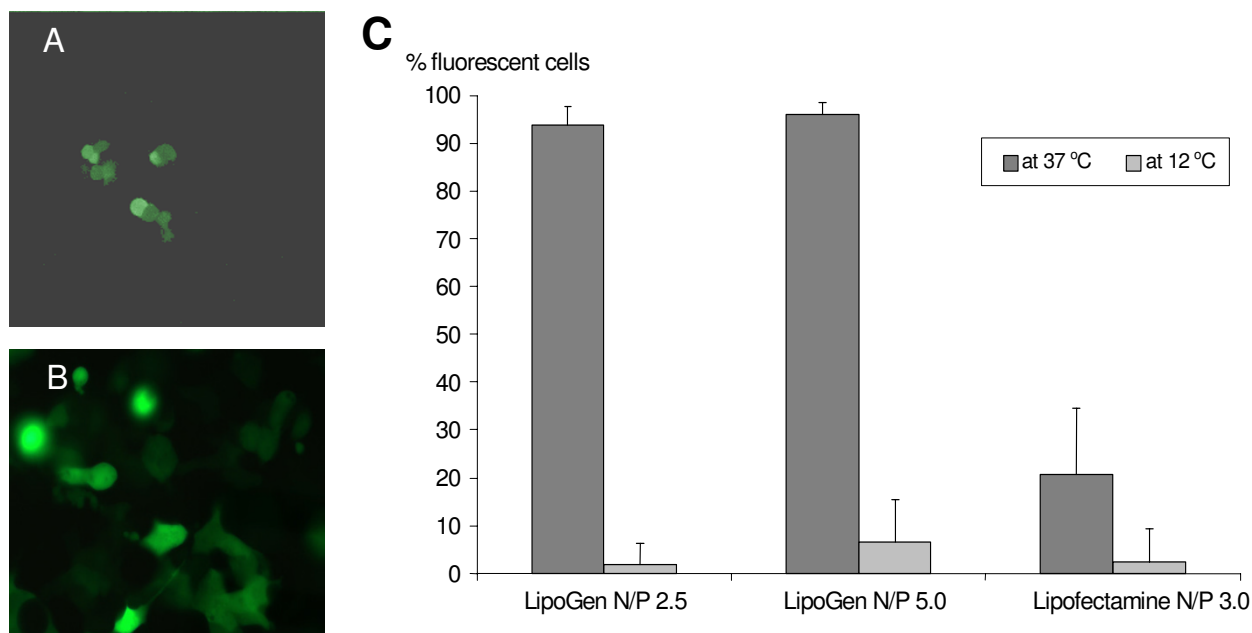 A
B
C
% fluorescent cells
100
90
80
70
60
50
40
30
20
10
0
at 37 °C
at 12 °C
LipoGen N/P 2.5
LipoGen N/P 5.0
Lipofectamine N/P 3.0